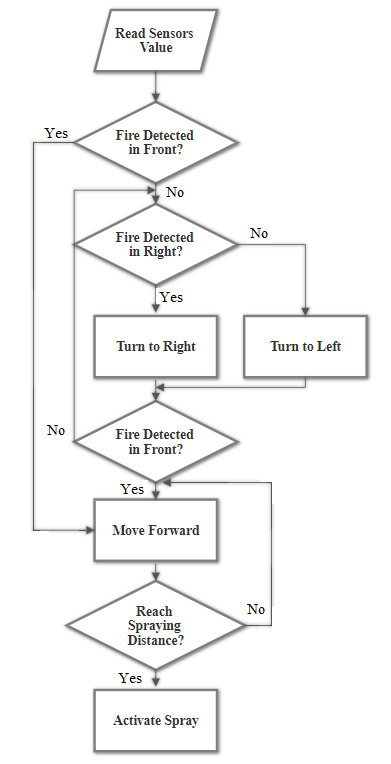 Read Sensors
Value
Yes
Fire Detected
in Front?
No
Fire Detected
in Right?
No
Yes
Turn to Right
Turn to Left
No
Fire Detected
in Front?
Yes
Move Forward
Reach
Spraying
Distance?
No
Yes
Activate Spray